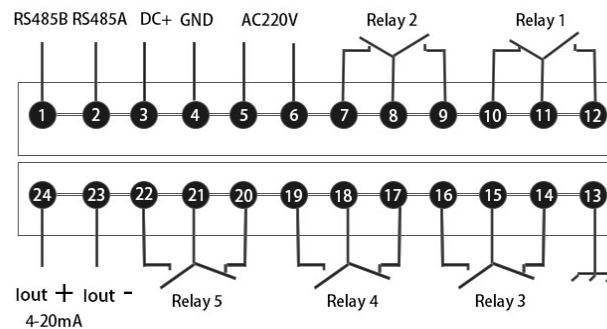 RS485B RS485A DC+ GND AC220V Relay 2 Relay 1
1 2 3 4 5 6 7 8 9 10 11 12
24 23 22 21 20 19 18 17 16 15 14 13
Iout + Iout - Relay 5 Relay 4 Relay 3
4-20mA